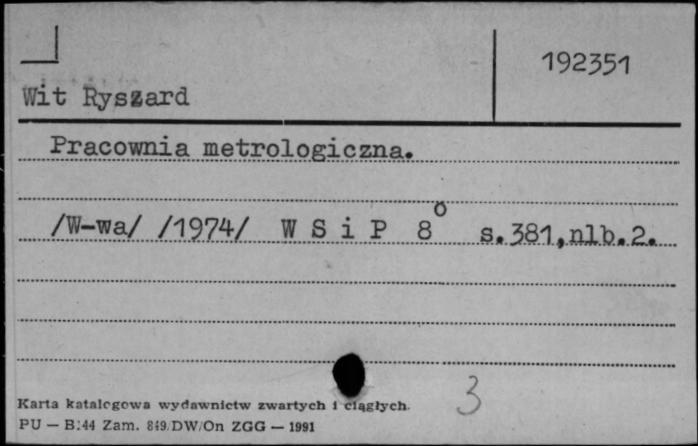 192351
Wit Ryszard
Pracownia metrologiczna.
/W-wa/ /1974/ W S i P 8° s.381,nlb.2.
3
Karta katalogowa wydawnictw zwartych i ciągłych.
PU — B:44 Zam. 849/DW/On ZGG — 1991